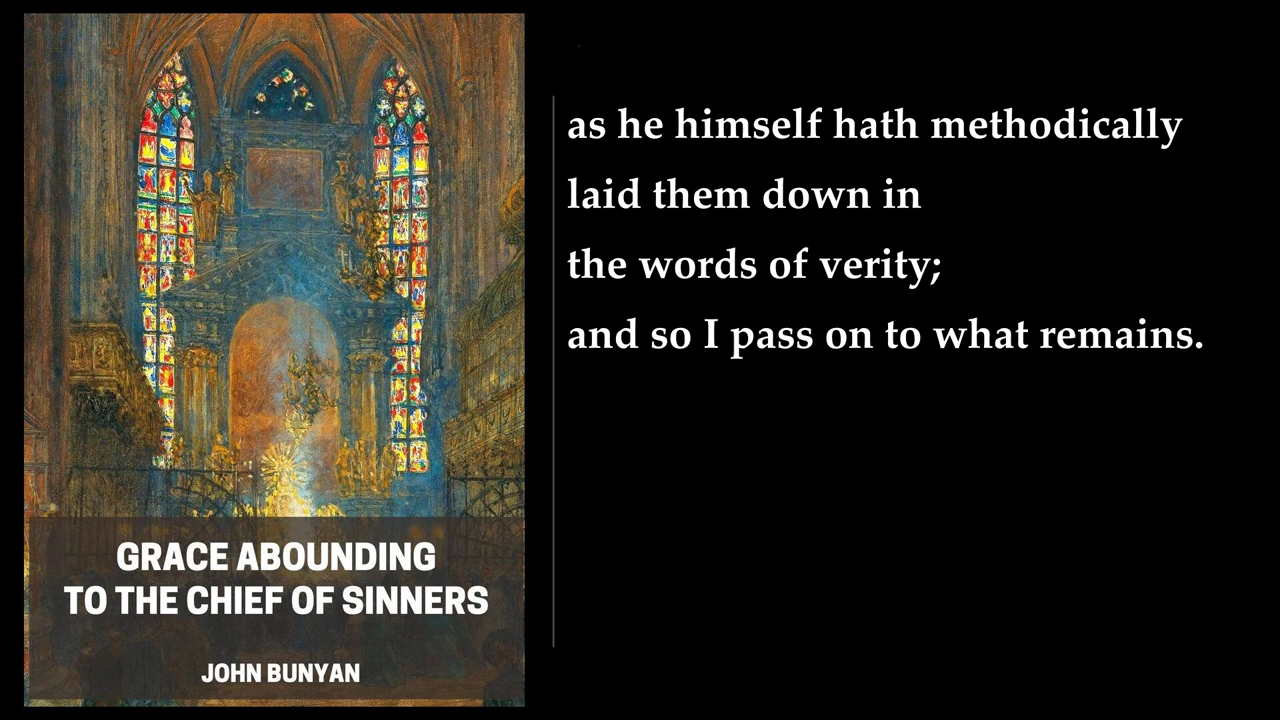 GRACE ABOUNDING
TO THE CHIEF OF SINNERS
JOHN BUNYAN
as he himself hath methodically
laid them down in
the words of verity;
and so I pass on to what remains.